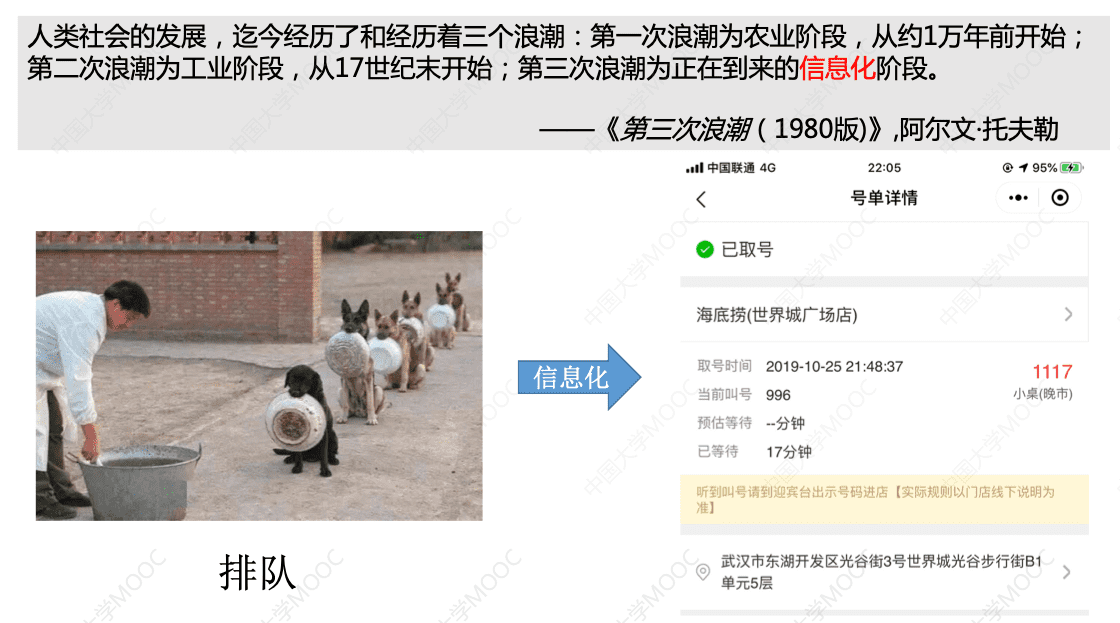 人类社会的发展，迄今经历了和经历着三个浪潮：第一次浪潮为农业阶段，从约1万年前开始；
第二次浪潮为工业阶段，从17世纪末开始；第三次浪潮为正在到来的信息化阶段。
——《第三次浪潮（1980版)》,阿尔文·托夫勒
排队
信息化
中国联通 4G
22:05
95%
号单详情
已取号
海底捞(世界城广场店)
取号时间 2019-10-25 21:48:37
1117
当前叫号 996
小桌(晚市)
预估等待 --分钟
已等待 17分钟
听到叫号请到迎宾台出示号码进店【实际规则以门店线下说明为
准】
武汉市东湖开发区光谷街3号世界城光谷步行街B1
单元5层
中国大学MOOC